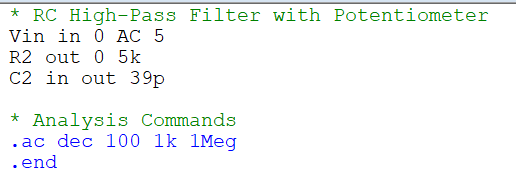 * RC High-Pass Filter with Potentiometer
Vin in 0 AC 5
R2 out 0 5k
C2 in out 39p
* Analysis Commands
.ac dec 100 1k 1Meg
.end